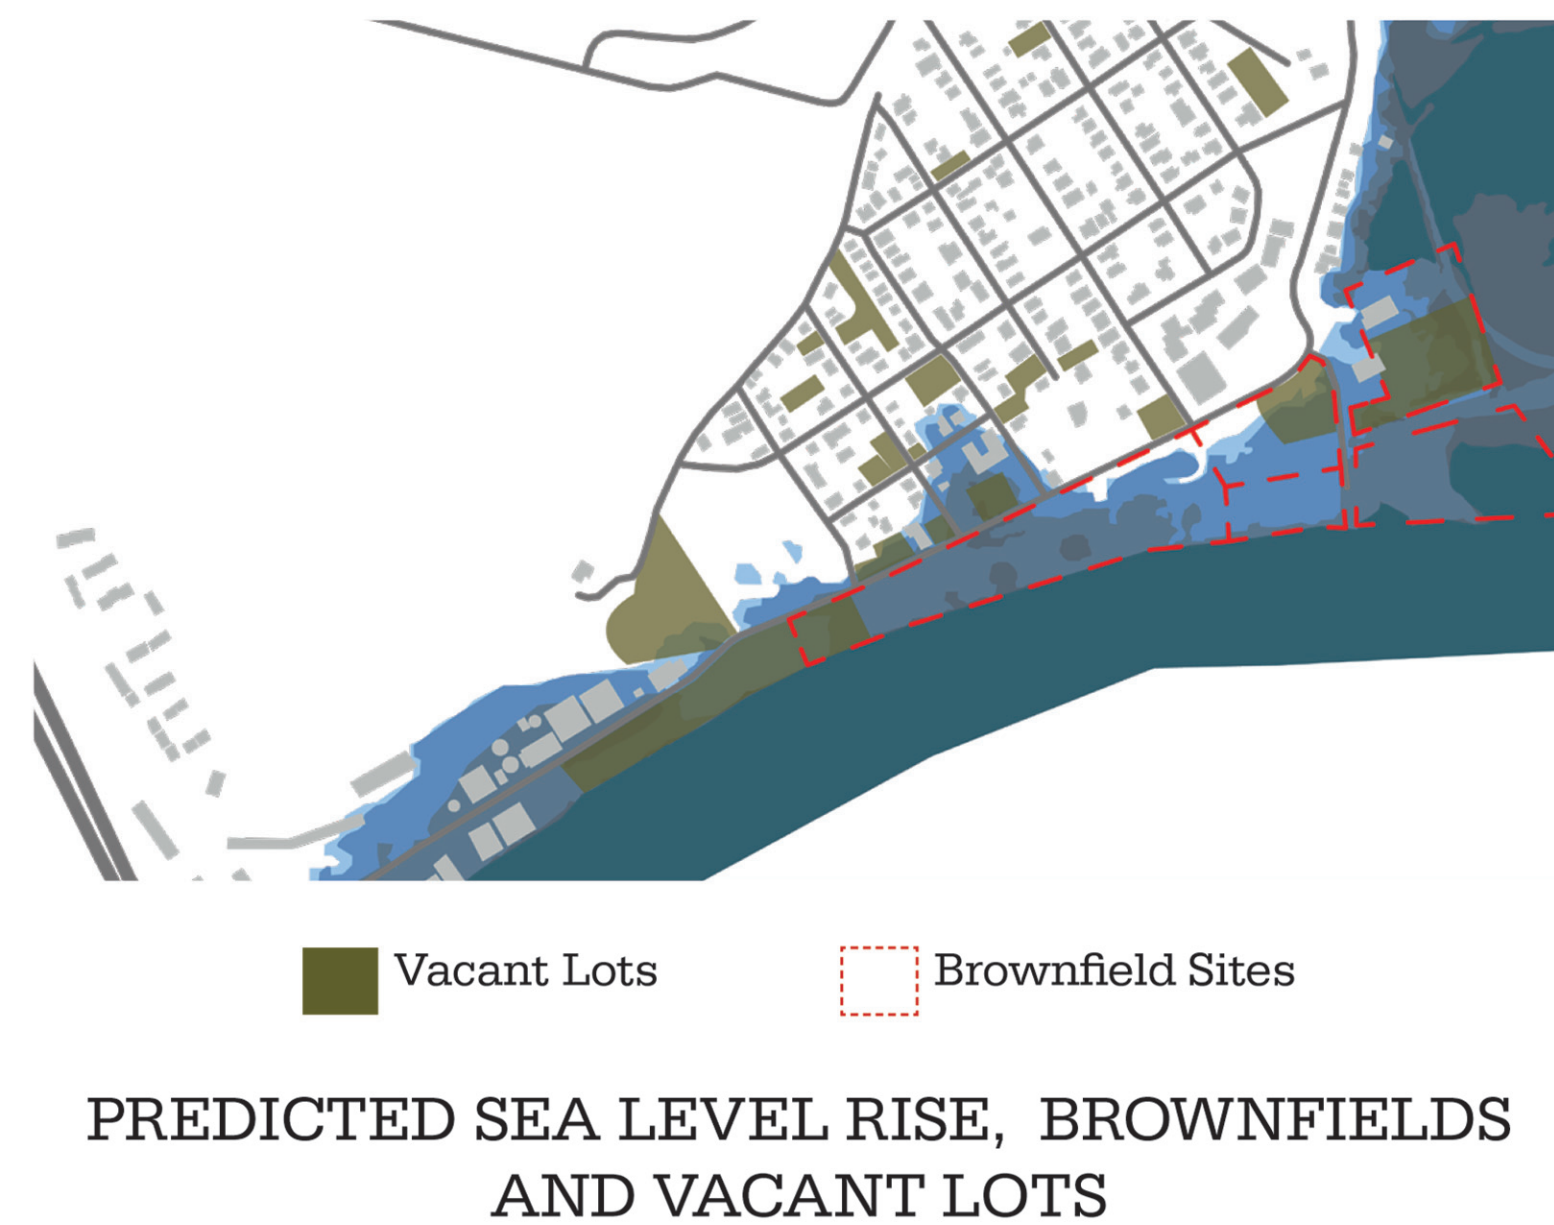 Vacant Lots
Brownfield Sites
PREDICTED SEA LEVEL RISE, BROWNFIELDS
AND VACANT LOTS